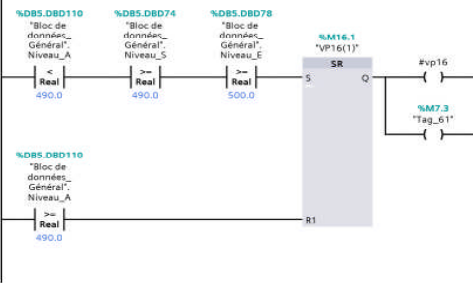 %DB5.DBD110
"Bloc de
données_
Général".
Niveau_A
<
Real
490.0
%DB5.DBD74
"Bloc de
données_
Général".
Niveau_S
>=
Real
490.0
%DB5.DBD78
"Bloc de
données_
Général".
Niveau_E
>=
Real
500.0
%M16.1
"VP16(1)"
SR
S
Q
R1
#vp16
%M7.3
"Tag_61"
%DB5.DBD110
"Bloc de
données_
Général".
Niveau_A
>=
Real
490.0